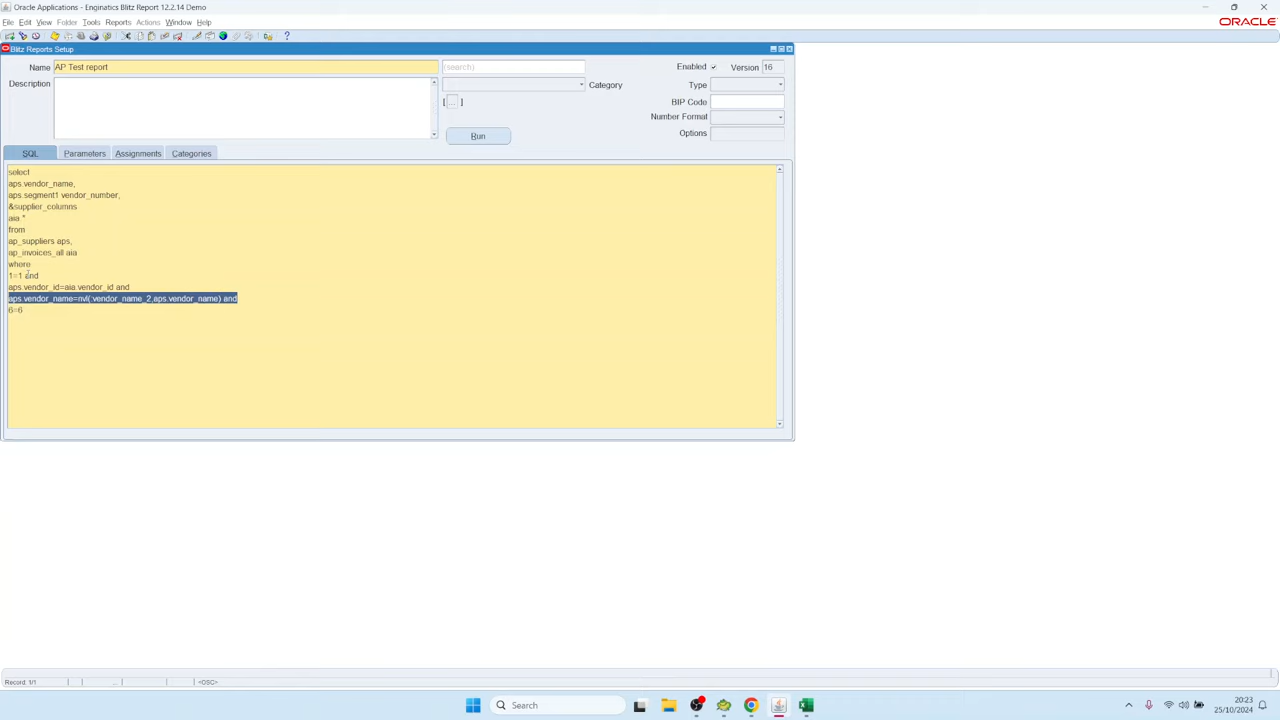 Oracle Applications - Enginatics Blitz Report 12.2.14 Demo
File Edit View Folder Tools Reports Actions Window Help
ORACLE
Blitz Reports Setup
Name AP Test report (search) Enabled Version 16
Description Category Type
[ ... ] BIP Code
Number Format
Run Options
SQL Parameters Assignments Categories
select
aps.vendor_name,
aps.segment1 vendor_number,
&supplier_columns
aia.*
from
ap_suppliers aps,
ap_invoices_all aia
where
1=1 and
aps.vendor_id=aia.vendor_id and
aps.vendor_name=nvl(:vendor_name_2,aps.vendor_name) and
6=6
Record: 1/1 ... <OSC>
Search
20:23
25/10/2024